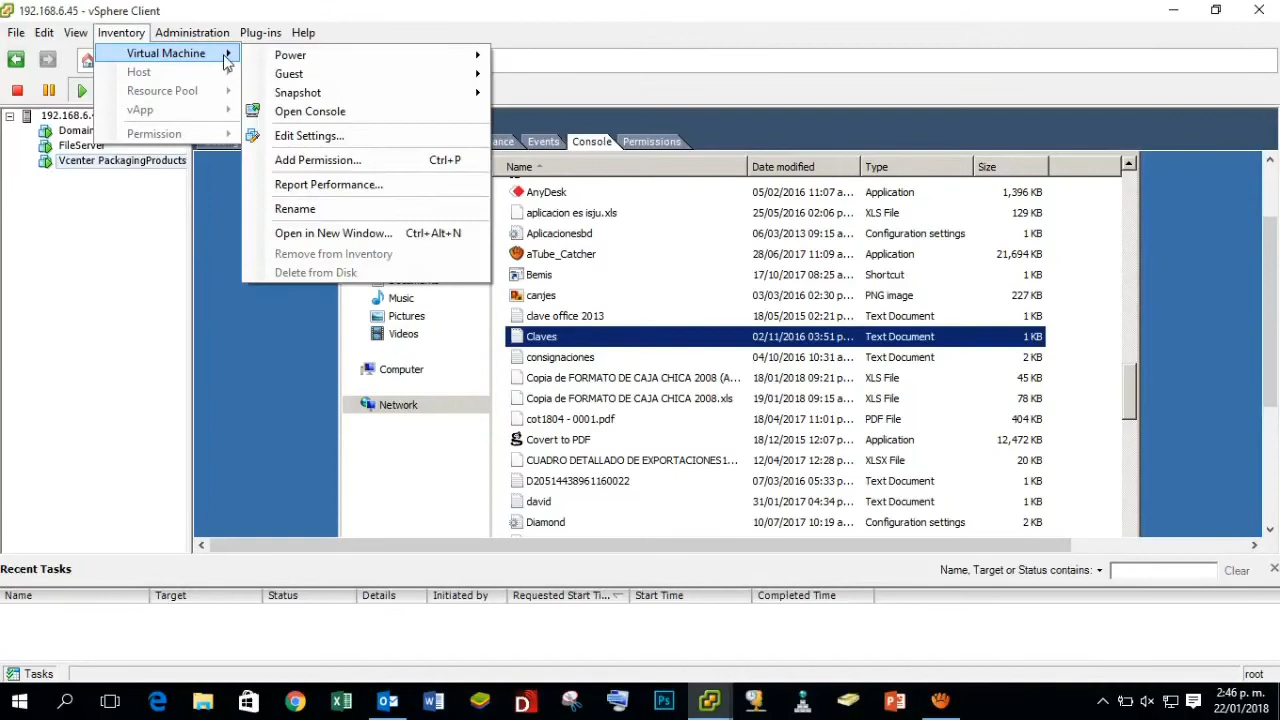 192.168.6.45 - vSphere Client
File Edit View Inventory Administration Plug-ins Help
Virtual Machine
Host
Resource Pool
vApp
Permission
Power
Guest
Snapshot
Open Console
Edit Settings...
Add Permission... Ctrl+P
Report Performance...
Rename
Open in New Window... Ctrl+Alt+N
Remove from Inventory
Delete from Disk
192.168.6.4
Domain
FileServer
Vcenter PackagingProducts
Events Console Permissions
Name Date modified Type Size
AnyDesk 05/02/2016 11:07 a... Application 1,396 KB
aplicacion es isju.xls 25/05/2016 02:06 p... XLS File 129 KB
Aplicacionesbd 06/03/2013 09:15 a... Configuration settings
aTube_Catcher 28/06/2017 11:19 a... Application 21,694 KB
Bemis 17/10/2017 08:25 a... Shortcut
canjes 03/03/2016 02:30 p... PNG image 227 KB
clave office 2013 18/05/2015 02:21 p... Text Document 1 KB
Claves 02/11/2016 03:51 p... Text Document 1 KB
consignaciones 04/10/2016 10:31 a... Text Document 2 KB
Copia de FORMATO DE CAJA CHICA 2008 (A... 18/01/2018 09:21 p... XLS File 45 KB
Copia de FORMATO DE CAJA CHICA 2008.xls 19/01/2018 09:15 a... XLS File 78 KB
cot1804 - 0001.pdf 18/04/2017 11:01 p... PDF File 404 KB
Covert to PDF 18/12/2015 12:07 p... Application 12,472 KB
CUADRO DETALLADO DE EXPORTACIONES1... 12/04/2017 12:28 p... XLSX File 20 KB
D20514438961160022 07/03/2016 05:33 p... Text Document 1 KB
david 31/01/2017 04:34 p... Text Document 1 KB
Diamond 10/07/2017 10:19 a... Configuration settings 2 KB
Music
Pictures
Videos
Computer
Network
Recent Tasks Name, Target or Status contains: Clear
Name Target Status Details Initiated by Requested Start Ti... Start Time Completed Time
Tasks root
2:46 p. m.
22/01/2018